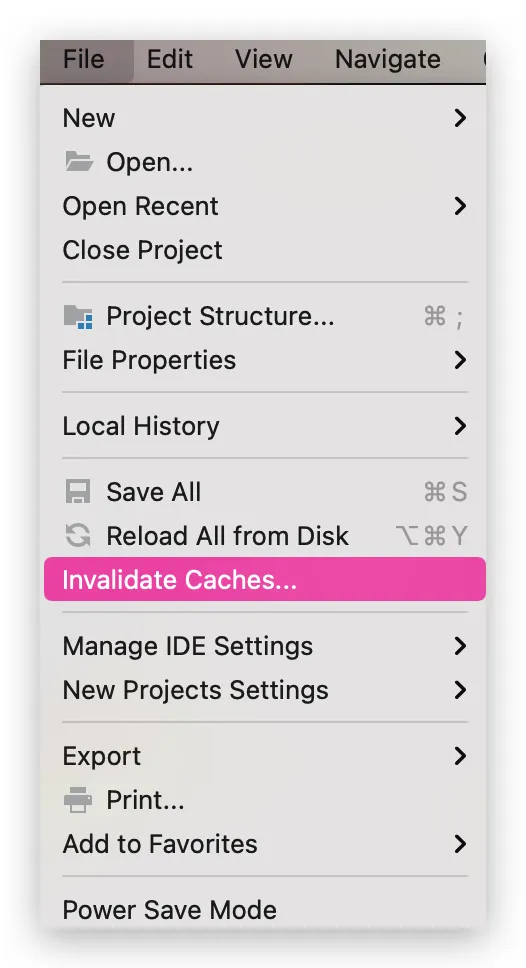 File Edit View Navigate
New
Open...
Open Recent
Close Project
Project Structure... ⌘ ;
File Properties
Local History
Save All ⌘ S
Reload All from Disk ⌥ ⌘ Y
Invalidate Caches...
Manage IDE Settings
New Projects Settings
Export
Print...
Add to Favorites
Power Save Mode